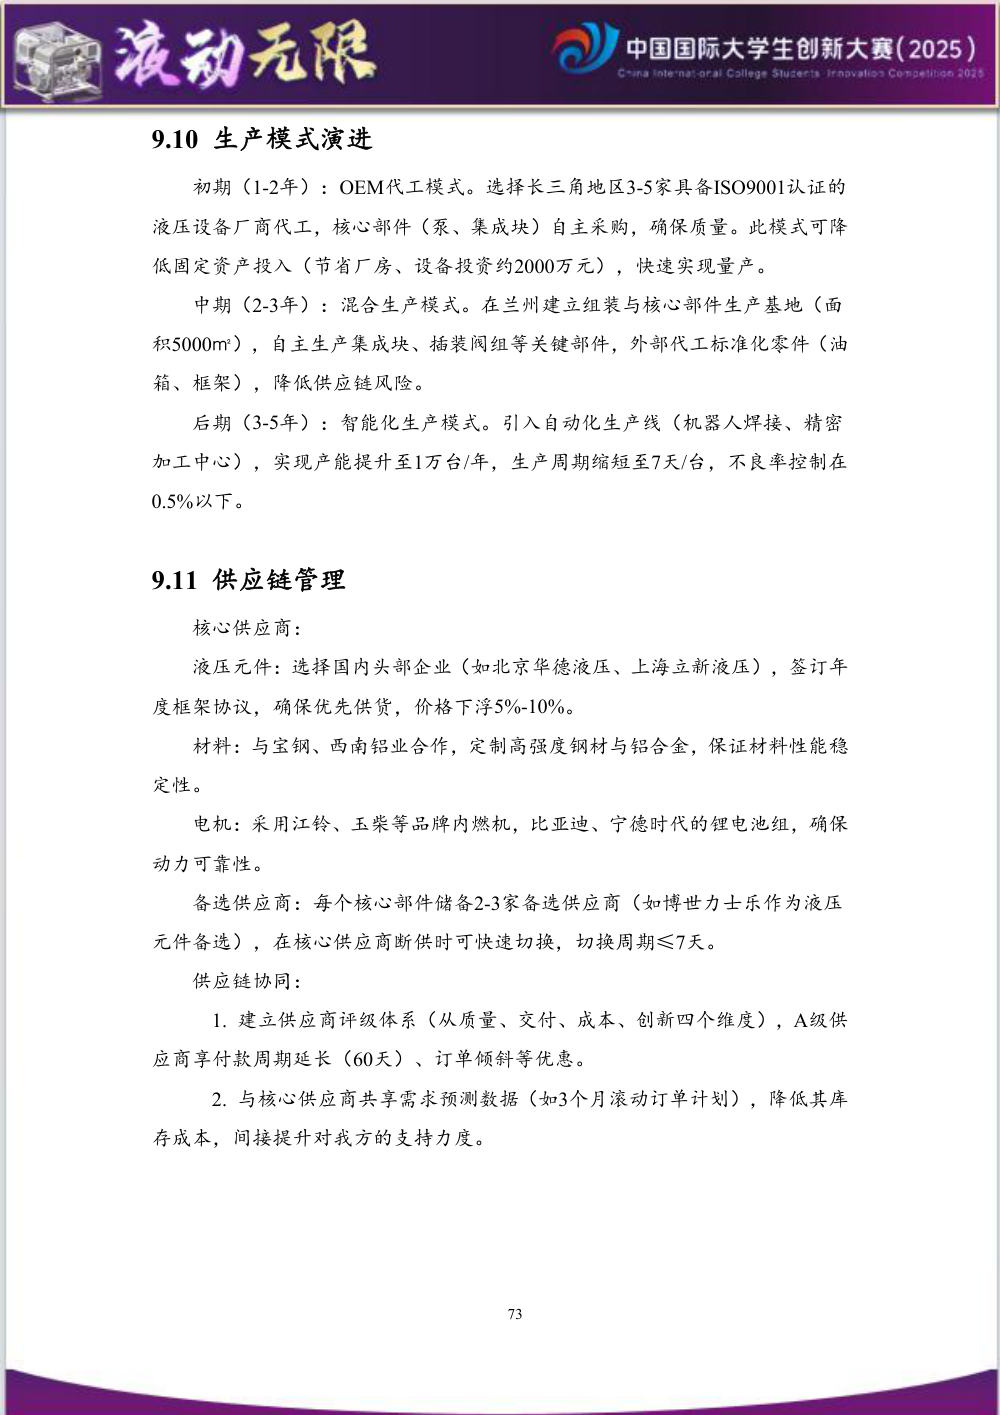 液动无限
中国国际大学生创新大赛(2025)
China International College Students Innovation Competition 2025
9.10 生产模式演进
初期（1-2年）：OEM代工模式。选择长三角地区3-5家具备ISO9001认证的
液压设备厂商代工，核心部件（泵、集成块）自主采购，确保质量。此模式可降
低固定资产投入（节省厂房、设备投资约2000万元），快速实现量产。
中期（2-3年）：混合生产模式。在兰州建立组装与核心部件生产基地（面
积5000㎡），自主生产集成块、插装阀组等关键部件，外部代工标准化零件（油
箱、框架），降低供应链风险。
后期（3-5年）：智能化生产模式。引入自动化生产线（机器人焊接、精密
加工中心），实现产能提升至1万台/年，生产周期缩短至7天/台，不良率控制在
0.5%以下。
9.11 供应链管理
核心供应商：
液压元件：选择国内头部企业（如北京华德液压、上海立新液压），签订年
度框架协议，确保优先供货，价格下浮5%-10%。
材料：与宝钢、西南铝业合作，定制高强度钢材与铝合金，保证材料性能稳
定性。
电机：采用江铃、玉柴等品牌内燃机，比亚迪、宁德时代的锂电池组，确保
动力可靠性。
备选供应商：每个核心部件储备2-3家备选供应商（如博世力士乐作为液压
元件备选），在核心供应商断供时可快速切换，切换周期≤7天。
供应链协同：
1. 建立供应商评级体系（从质量、交付、成本、创新四个维度），A级供
应商享付款周期延长（60天）、订单倾斜等优惠。
2. 与核心供应商共享需求预测数据（如3个月滚动订单计划），降低其库
存成本，间接提升对我方的支持力度。
73